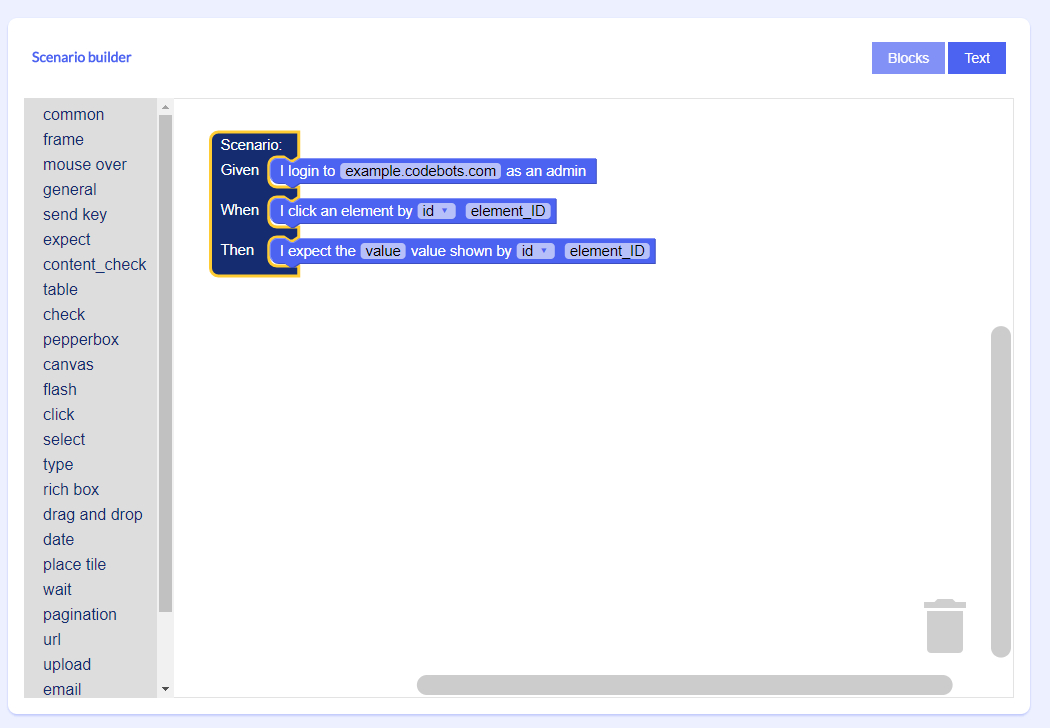 Scenario builder
Blocks
Text
common
frame
mouse over
general
send key
expect
content_check
table
check
pepperbox
canvas
flash
click
select
type
rich box
drag and drop
date
place tile
wait
pagination
url
upload
email
Scenario:
Given I login to example.codebots.com as an admin
When I click an element by id element_ID
Then I expect the value value shown by id element_ID